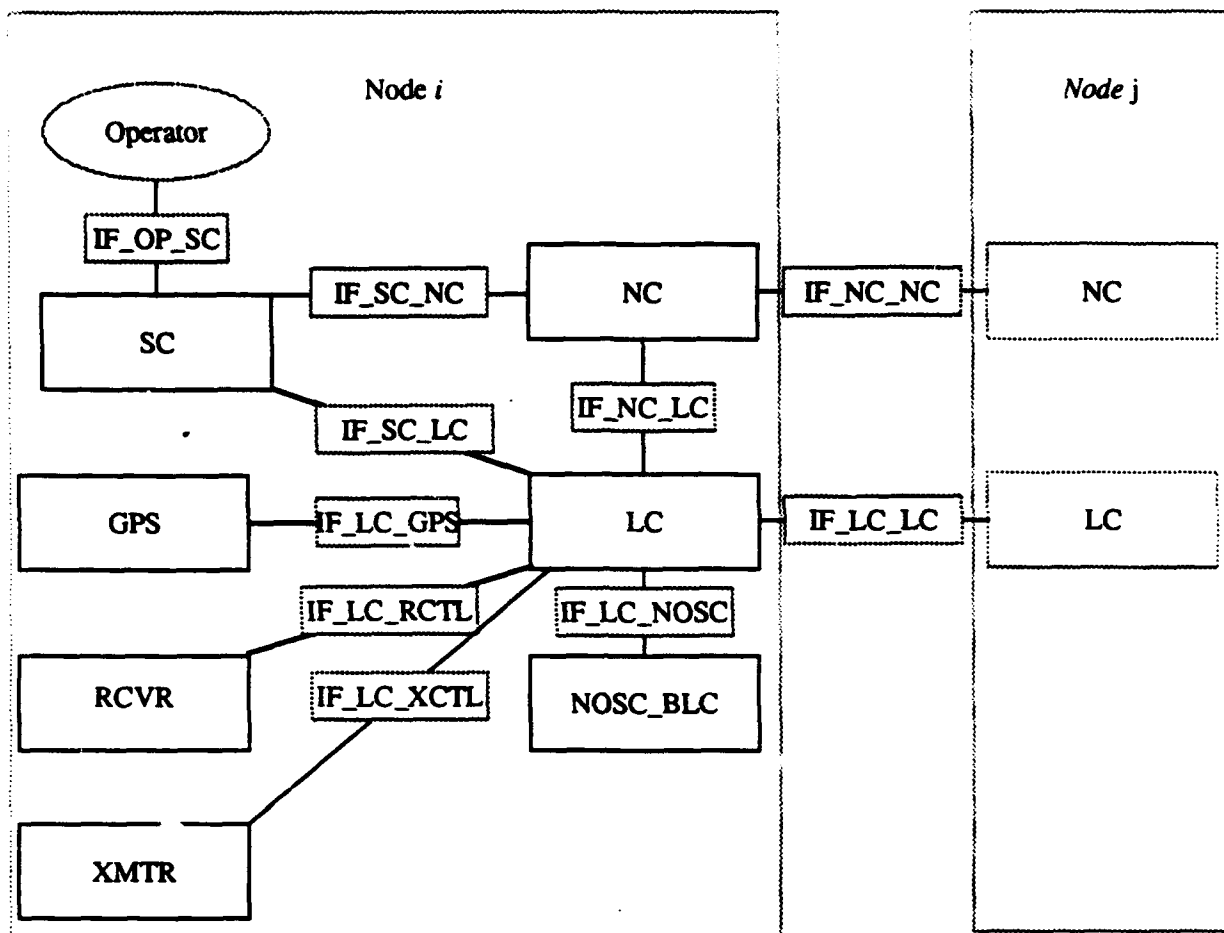 Node i
Node j
Operator
IF_OP_SC
IF_SC_NC
NC
IF_NC_NC
NC
SC
IF_NC_LC
IF_SC_LC
GPS
IF_LC_GPS
LC
IF_LC_LC
LC
IF_LC_RCTL
IF_LC_NOSC
RCVR
IF_LC_XCTL
NOSC_BLC
XMTR